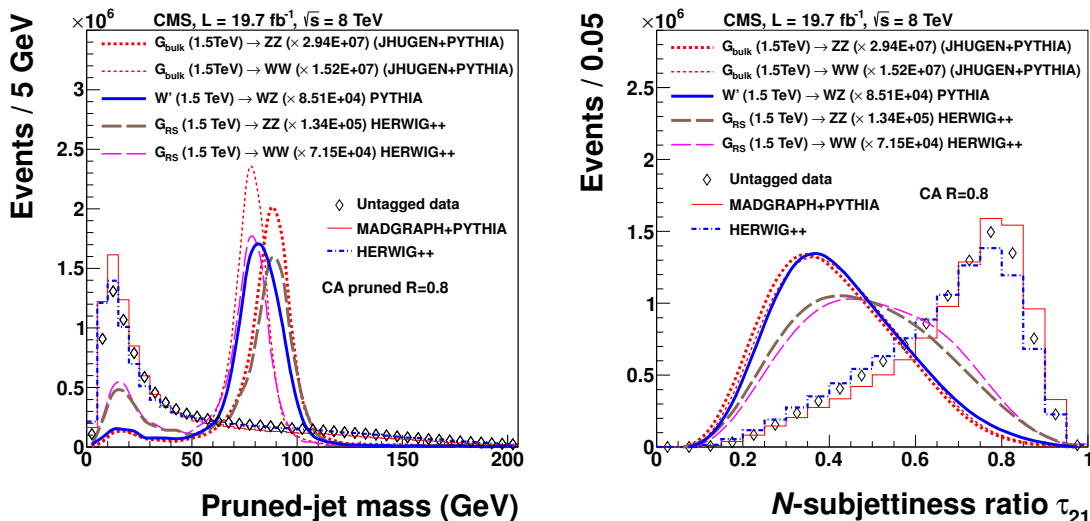 ×10⁶
CMS, L = 19.7 fb⁻¹, √s = 8 TeV
Events / 5 GeV
G_bulk (1.5TeV) → ZZ (× 2.94E+07) (JHUGEN+PYTHIA)
G_bulk (1.5TeV) → WW (× 1.52E+07) (JHUGEN+PYTHIA)
W' (1.5 TeV) → WZ (× 8.51E+04) PYTHIA
G_RS (1.5 TeV) → ZZ (× 1.34E+05) HERWIG++
G_RS (1.5 TeV) → WW (× 7.15E+04) HERWIG++
Untagged data
MADGRAPH+PYTHIA
HERWIG++
CA pruned R=0.8
3.5
3
2.5
2
1.5
1
0.5
0
0 50 100 150 200
Pruned-jet mass (GeV)
×10⁶
CMS, L = 19.7 fb⁻¹, √s = 8 TeV
Events / 0.05
G_bulk (1.5TeV) → ZZ (× 2.94E+07) (JHUGEN+PYTHIA)
G_bulk (1.5TeV) → WW (× 1.52E+07) (JHUGEN+PYTHIA)
W' (1.5 TeV) → WZ (× 8.51E+04) PYTHIA
G_RS (1.5 TeV) → ZZ (× 1.34E+05) HERWIG++
G_RS (1.5 TeV) → WW (× 7.15E+04) HERWIG++
Untagged data
CA R=0.8
MADGRAPH+PYTHIA
HERWIG++
2.5
2
1.5
1
0.5
0
0 0.2 0.4 0.6 0.8 1
N-subjettiness ratio τ₂₁